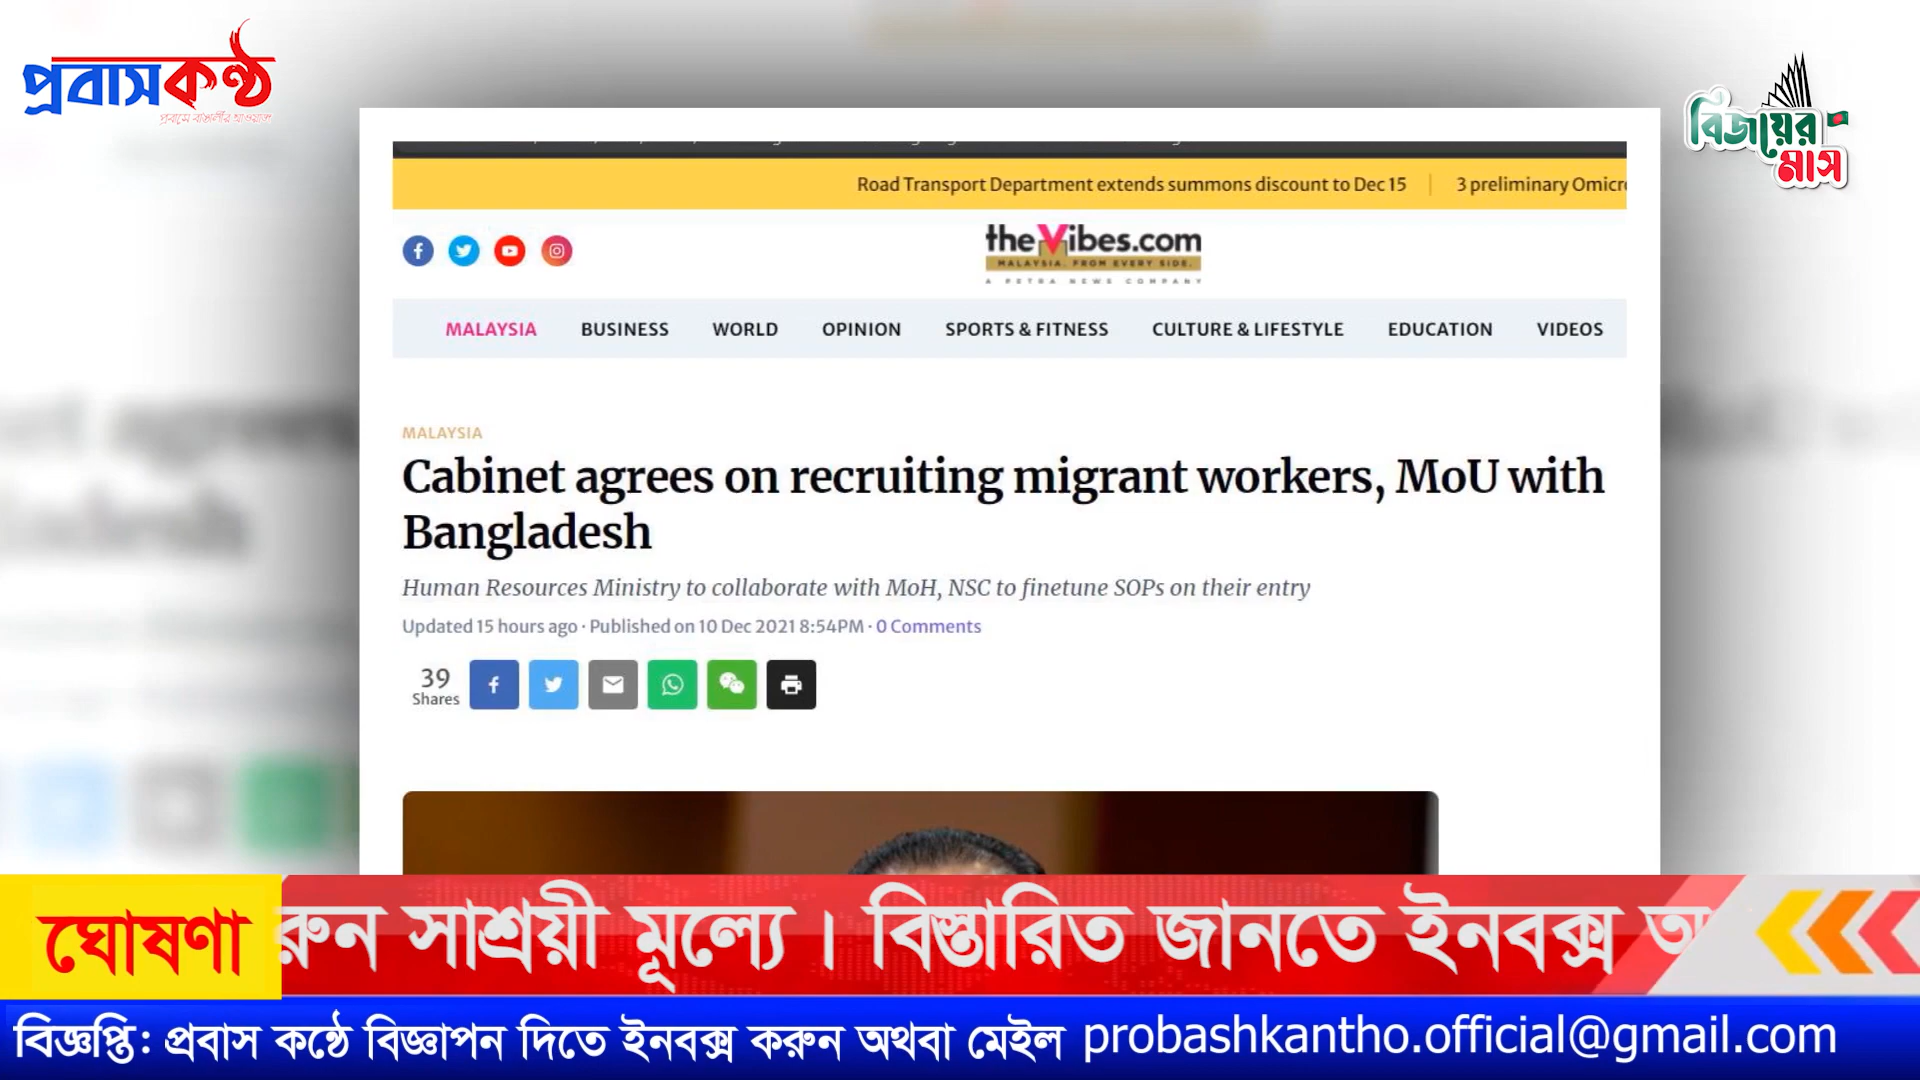 প্রবাসকণ্ঠ
প্রবাসে বাঙালীর আওয়াজ
বিজয়ের
মাস
Road Transport Department extends summons discount to Dec 15 | 3 preliminary
theVibes.com
MALAYSIA. FROM EVERY SIDE.
A PETRA NEWS COMPANY
MALAYSIA BUSINESS WORLD OPINION SPORTS & FITNESS CULTURE & LIFESTYLE EDUCATION VIDEOS
MALAYSIA
Cabinet agrees on recruiting migrant workers, MoU with
Bangladesh
Human Resources Ministry to collaborate with MoH, NSC to finetune SOPs on their entry
Updated 15 hours ago · Published on 10 Dec 2021 8:54PM · 0 Comments
39
Shares
ঘোষণা
রুন সাশ্রয়ী মূল্যে। বিস্তারিত জানতে ইনবক্স
বিজ্ঞপ্তি: প্রবাস কন্ঠে বিজ্ঞাপন দিতে ইনবক্স করুন অথবা মেইল probashkantho.official@gmail.com